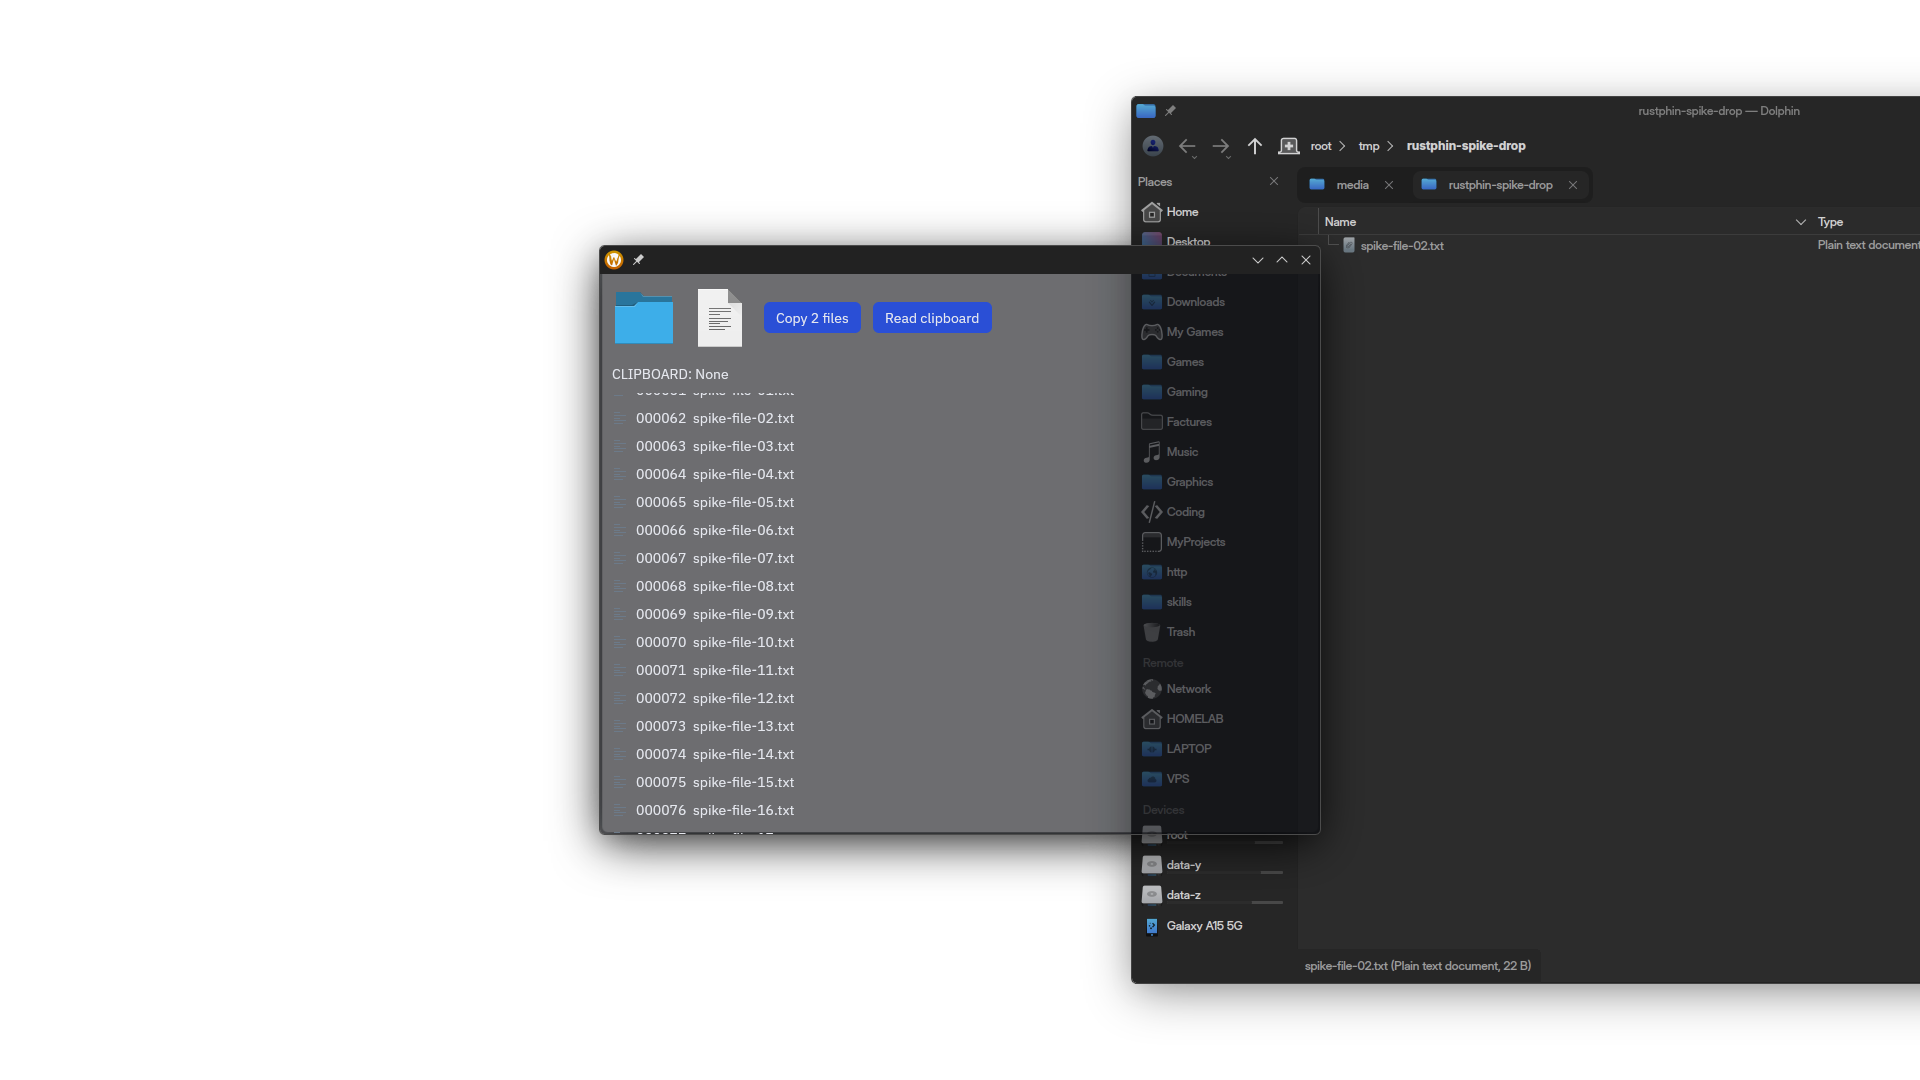 rustphin-spike-drop — Dolphin
root > tmp > rustphin-spike-drop
Places
media
rustphin-spike-drop
Home
Desktop
Name
Type
spike-file-02.txt
Plain text document
Copy 2 files
Read clipboard
CLIPBOARD: None
000062 spike-file-02.txt
000063 spike-file-03.txt
000064 spike-file-04.txt
000065 spike-file-05.txt
000066 spike-file-06.txt
000067 spike-file-07.txt
000068 spike-file-08.txt
000069 spike-file-09.txt
000070 spike-file-10.txt
000071 spike-file-11.txt
000072 spike-file-12.txt
000073 spike-file-13.txt
000074 spike-file-14.txt
000075 spike-file-15.txt
000076 spike-file-16.txt
Documents
Downloads
My Games
Games
Gaming
Factures
Music
Graphics
Coding
MyProjects
http
skills
Trash
Remote
Network
HOMELAB
LAPTOP
VPS
Devices
root
data-y
data-z
Galaxy A15 5G
spike-file-02.txt (Plain text document, 22 B)